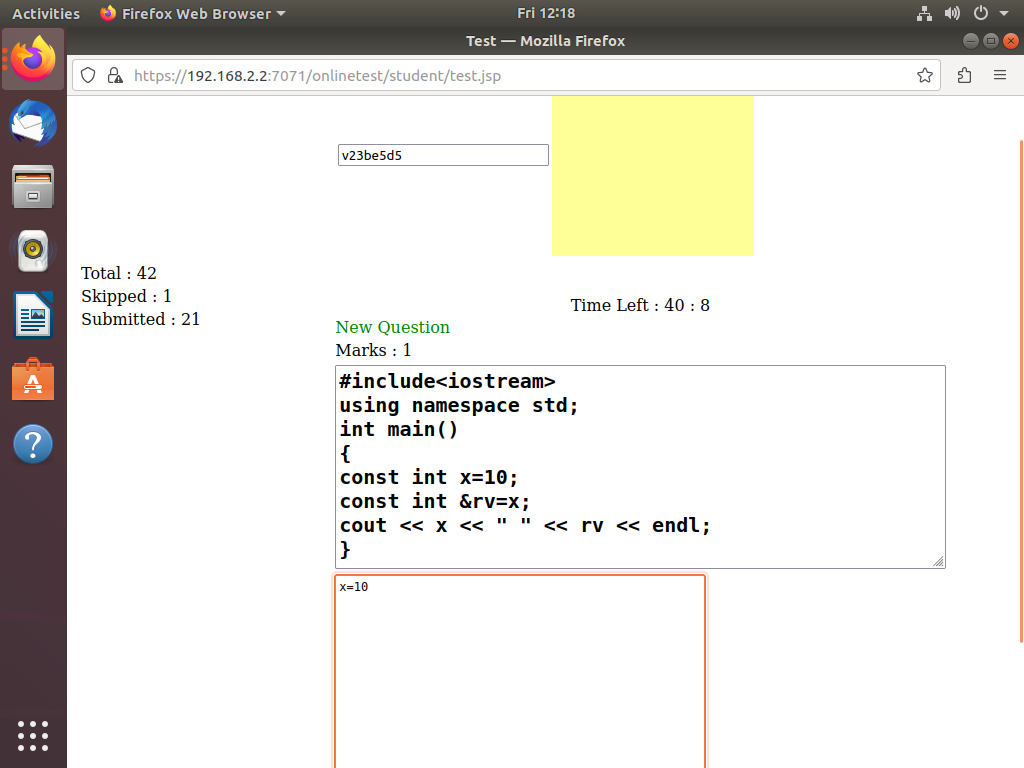 Activities Firefox Web Browser Fri 12:18
Test — Mozilla Firefox
https://192.168.2.2:7071/onlinetest/student/test.jsp
v23be5d5
Total : 42
Skipped : 1
Submitted : 21
Time Left : 40 : 8
New Question
Marks : 1
#include<iostream>
using namespace std;
int main()
{
const int x=10;
const int &rv=x;
cout << x << " " << rv << endl;
}
x=10